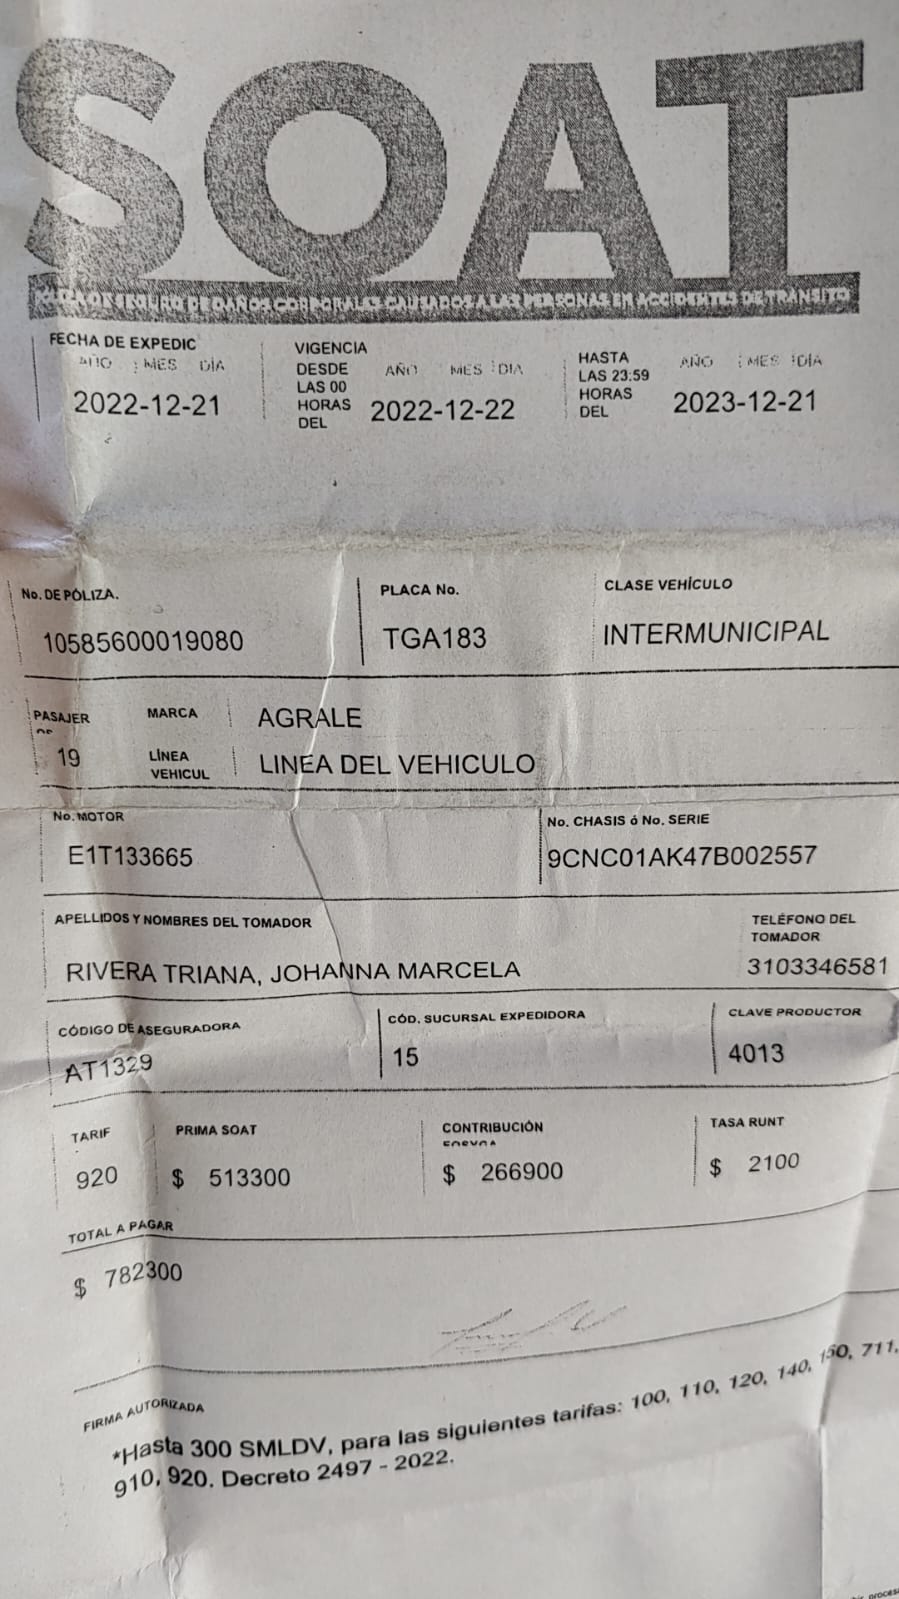 SOAT
PÓLIZA DE SEGURO DE DAÑOS CORPORALES CAUSADOS A LAS PERSONAS EN ACCIDENTES DE TRÁNSITO
FECHA DE EXPEDIC
AÑO MES DÍA
2022-12-21
VIGENCIA
DESDE
LAS 00
HORAS
DEL
AÑO MES DIA
2022-12-22
HASTA
LAS 23:59
HORAS
DEL
AÑO MES DÍA
2023-12-21
No. DE PÓLIZA.
10585600019080
PLACA No.
TGA183
CLASE VEHÍCULO
INTERMUNICIPAL
PASAJER
19
MARCA
AGRALE
LÍNEA
VEHICUL
LINEA DEL VEHICULO
No. MOTOR
E1T133665
No. CHASIS ó No. SERIE
9CNC01AK47B002557
APELLIDOS Y NOMBRES DEL TOMADOR
RIVERA TRIANA, JOHANNA MARCELA
TELÉFONO DEL
TOMADOR
3103346581
CÓDIGO DE ASEGURADORA
AT1329
CÓD. SUCURSAL EXPEDIDORA
15
CLAVE PRODUCTOR
4013
TARIF
920
PRIMA SOAT
$ 513300
CONTRIBUCIÓN
$ 266900
TASA RUNT
$ 2100
TOTAL A PAGAR
$ 782300
FIRMA AUTORIZADA
*Hasta 300 SMLDV, para las siguientes tarifas: 100, 110, 120, 140, 150, 711,
910, 920. Decreto 2497 - 2022.